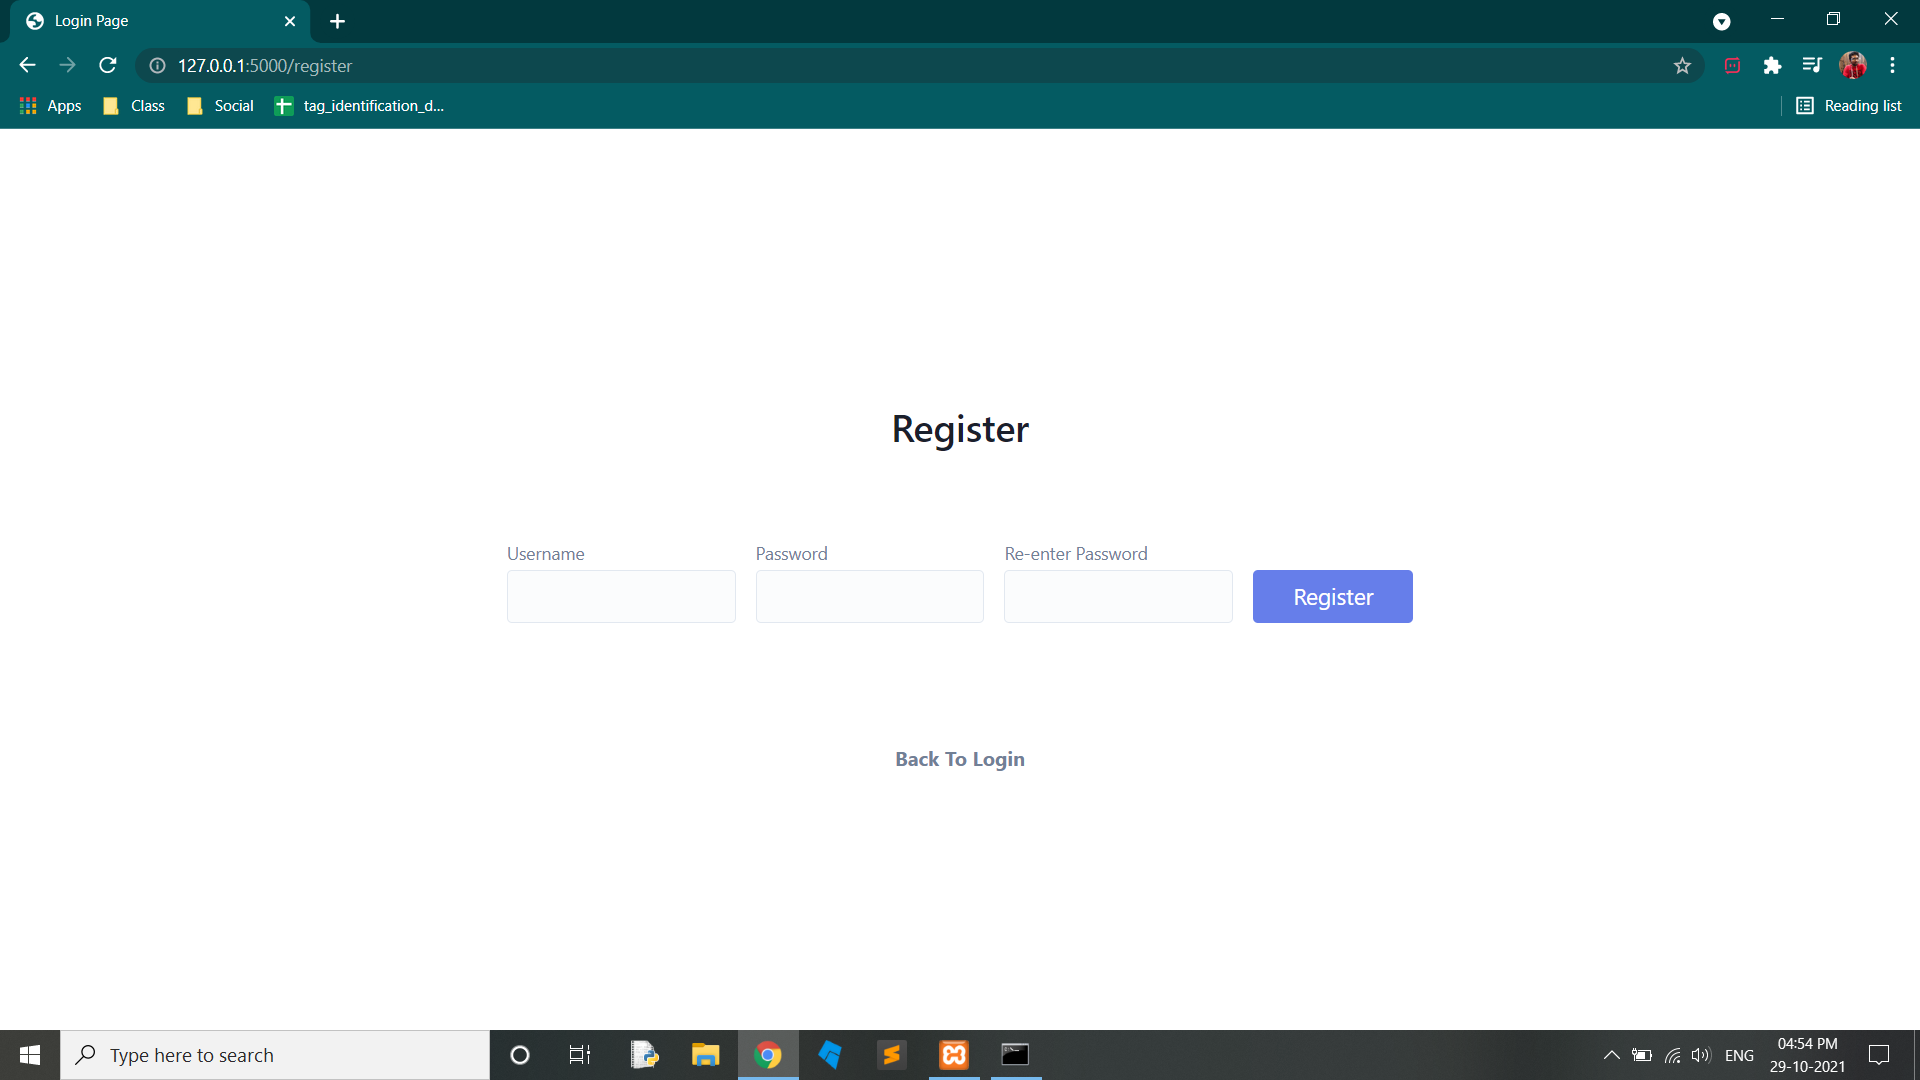 Login Page
127.0.0.1:5000/register
Apps Class Social tag_identification_d... Reading list
Register
Username Password Re-enter Password
Register
Back To Login
Type here to search
ENG
04:54 PM
29-10-2021